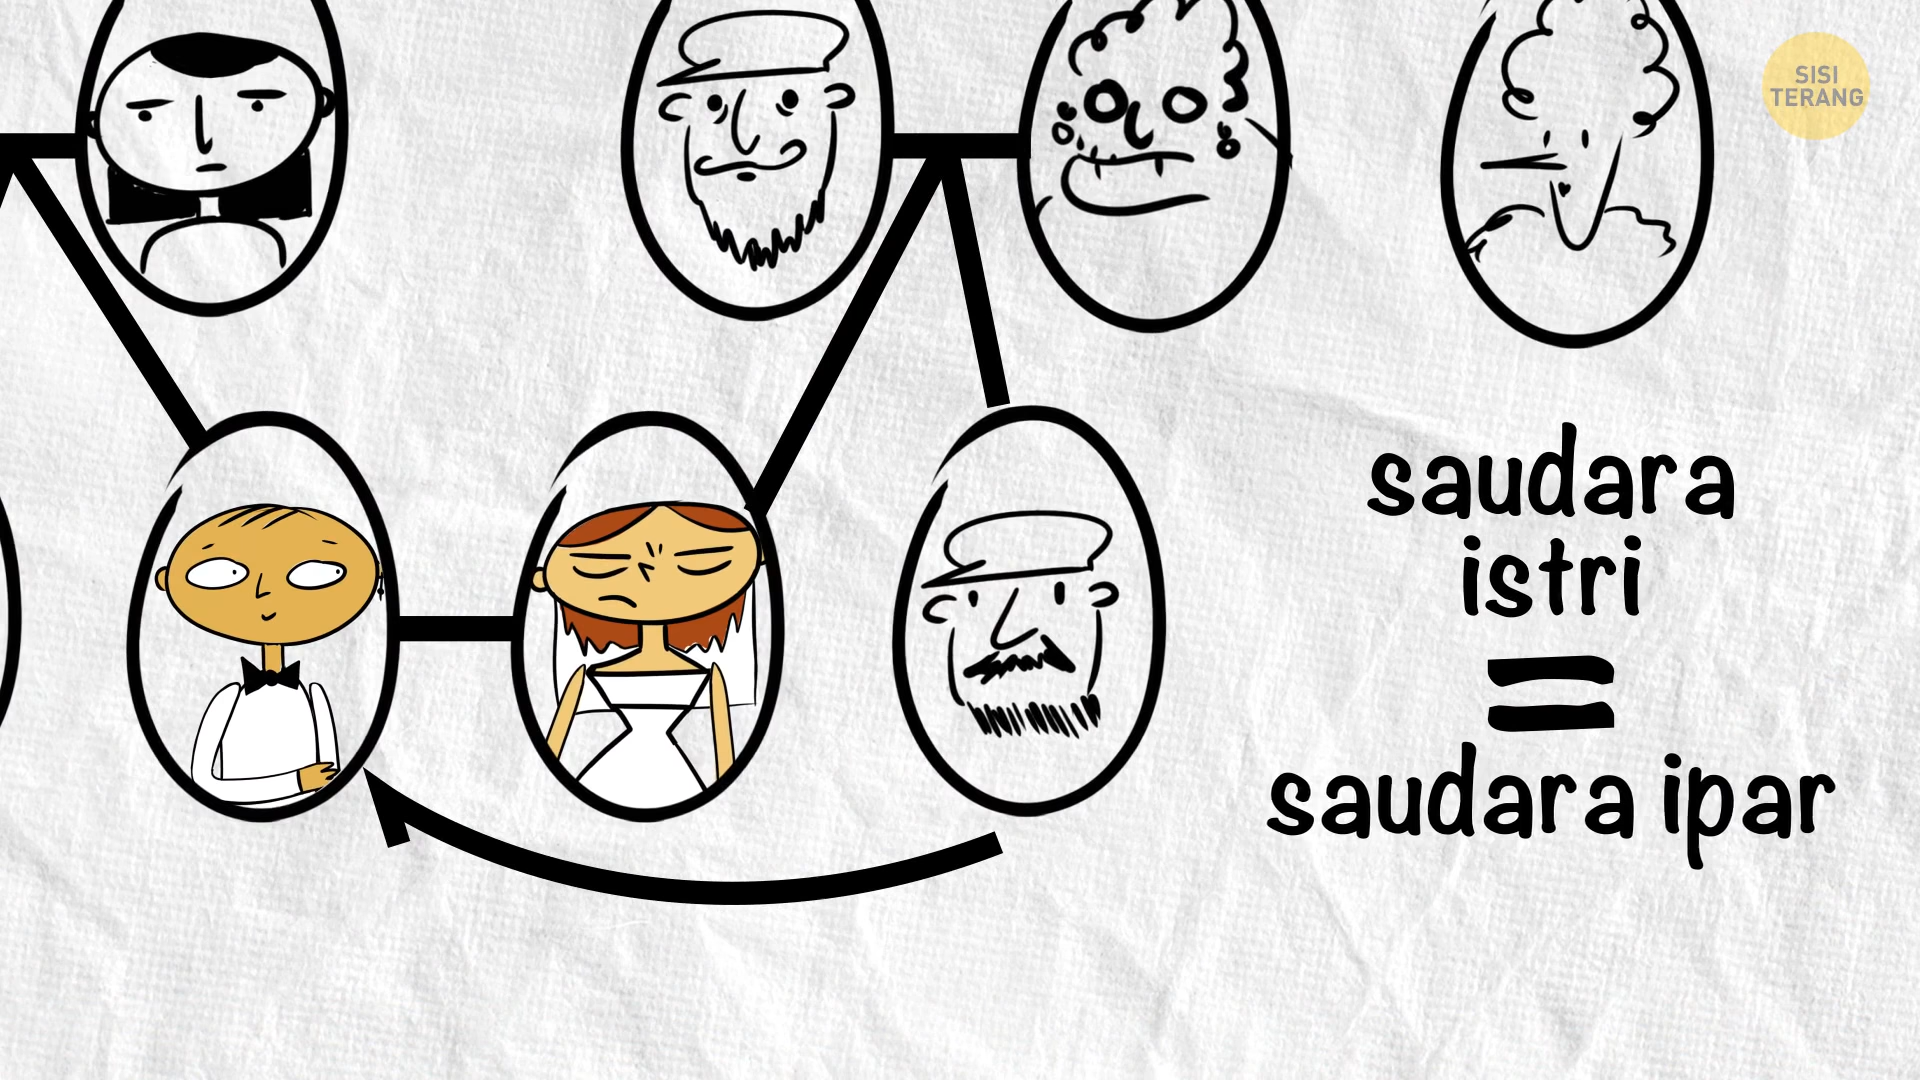 SISI
TERANG
saudara
istri
=
saudara ipar